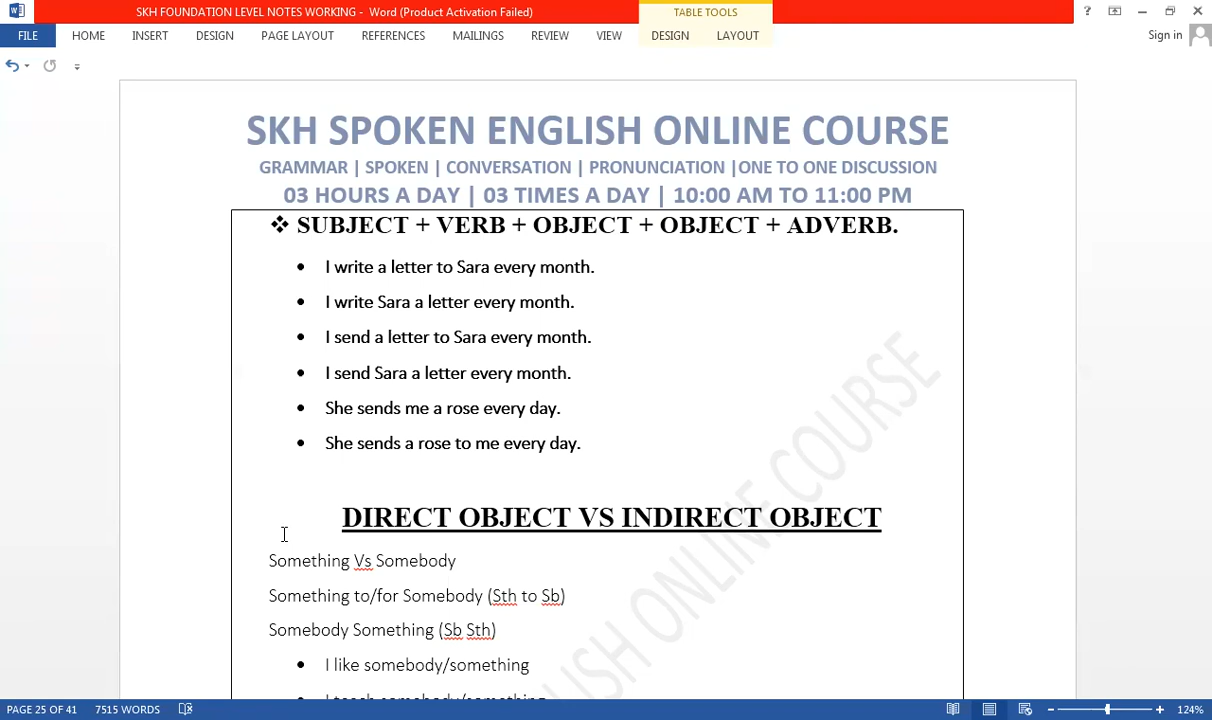 SKH FOUNDATION LEVEL NOTES WORKING - Word (Product Activation Failed)
TABLE TOOLS
?
FILE HOME INSERT DESIGN PAGE LAYOUT REFERENCES MAILINGS REVIEW VIEW DESIGN LAYOUT
Sign in
SKH SPOKEN ENGLISH ONLINE COURSE
GRAMMAR | SPOKEN | CONVERSATION | PRONUNCIATION |ONE TO ONE DISCUSSION
03 HOURS A DAY | 03 TIMES A DAY | 10:00 AM TO 11:00 PM
❖ SUBJECT + VERB + OBJECT + OBJECT + ADVERB.
• I write a letter to Sara every month.
• I write Sara a letter every month.
• I send a letter to Sara every month.
• I send Sara a letter every month.
• She sends me a rose every day.
• She sends a rose to me every day.
DIRECT OBJECT VS INDIRECT OBJECT
Something Vs Somebody
Something to/for Somebody (Sth to Sb)
Somebody Something (Sb Sth)
• I like somebody/something
• I teach somebody/something
ISH ONLINE COURSE
PAGE 25 OF 41 7515 WORDS
124%